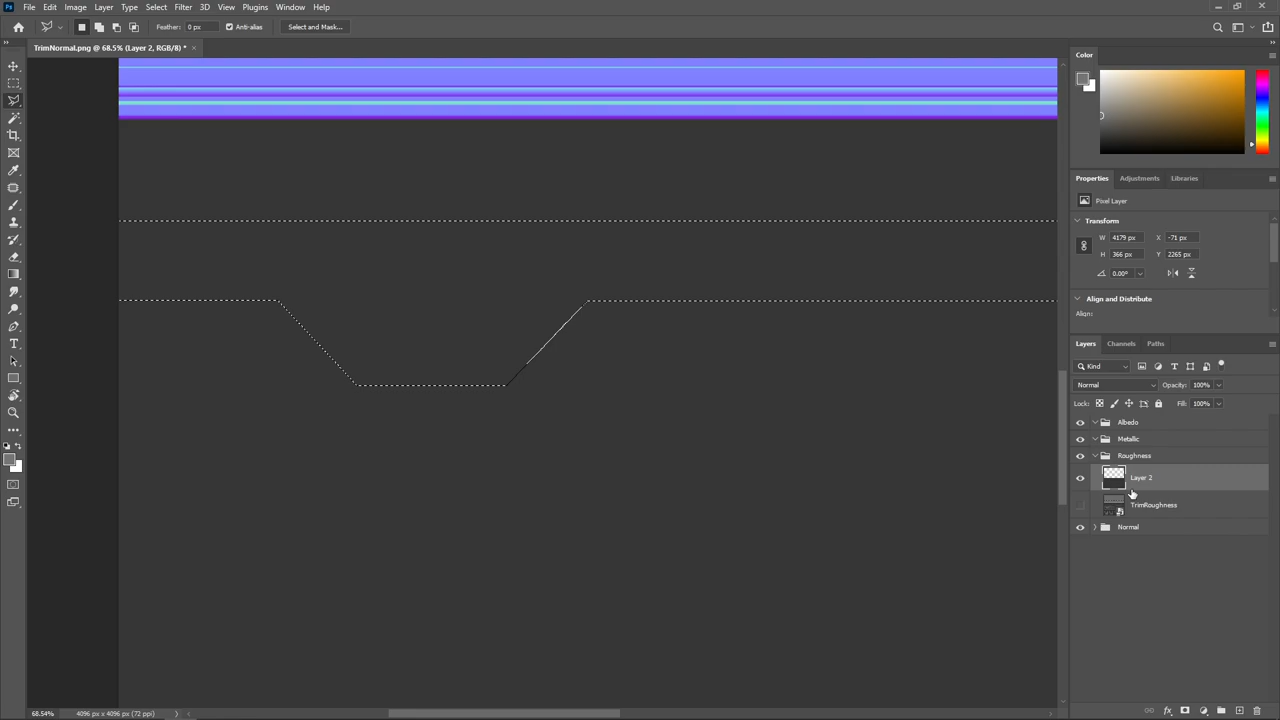 Ps File Edit Image Layer Type Select Filter 3D View Plugins Window Help
Feather: 0 px Anti-alias Select and Mask...
TrimNormal.png @ 68.5% (Layer 2, RGB/8) * ×
Color
Properties Adjustments Libraries
Pixel Layer
Transform
W 4179 px X -71 px
H 366 px Y 2265 px
0.00°
Align and Distribute
Align:
Layers Channels Paths
Kind
Normal Opacity: 100%
Lock: Fill: 100%
Albedo
Metallic
Roughness
Layer 2
TrimRoughness
Normal
68.54% 4096 px x 4096 px (72 ppi)